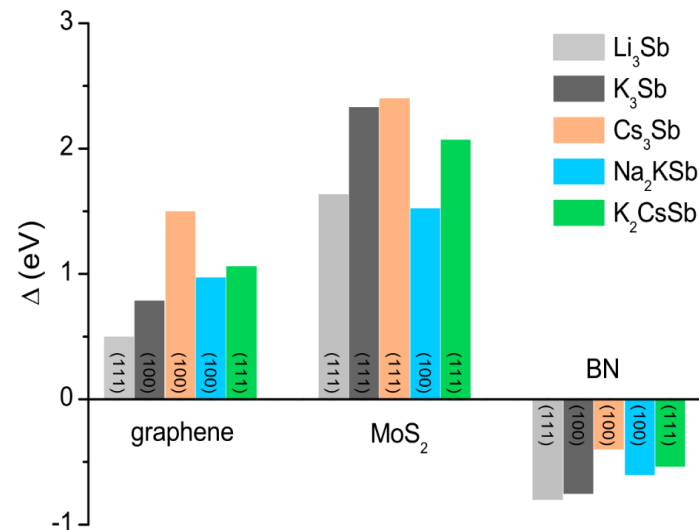 3
2
1
0
-1
Δ (eV)
Li₃Sb
K₃Sb
Cs₃Sb
Na₂KSb
K₂CsSb
(111) (100) (100) (100) (111)
graphene
(111) (111) (111) (100) (111)
MoS₂
BN
(111) (100) (100) (100) (111)